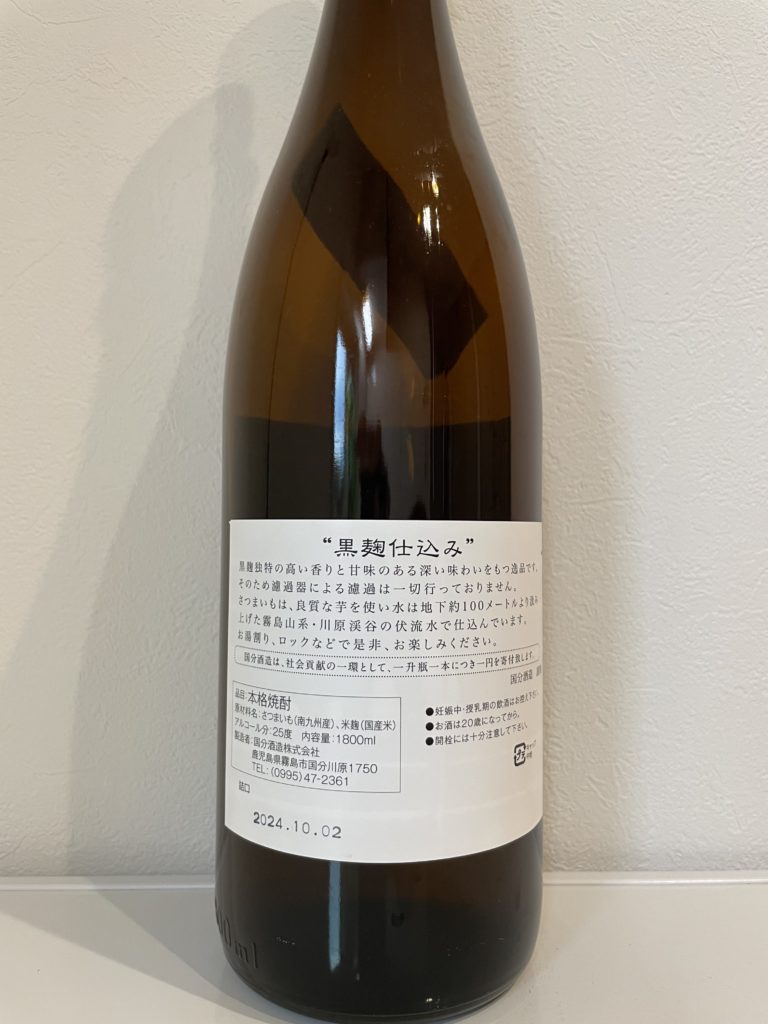 “黒麹仕込み”
黒麹独特の高い香りと甘味のある深い味わいをもつ逸品です。
そのため濾過器による濾過は一切行っておりません。
さつまいもは、良質な芋を使い水は地下約100メートルより汲み
上げた霧島山系・川原渓谷の伏流水で仕込んでいます。
お湯割り、ロックなどで是非、お楽しみください。
国分酒造は、社会貢献の一環として、一升瓶一本につき一円を寄付致します。
国分酒造
品目:本格焼酎
原材料名:さつまいも(南九州産)、米麹(国産米)
アルコール分:25度 内容量:1800ml
製造者:国分酒造株式会社
鹿児島県霧島市国分川原1750
TEL:(0995)47-2361
●妊娠中・授乳期の飲酒はお控え下さい。
●お酒は20歳になってから。
●開栓には十分注意して下さい。
プラ
キャップ
詰口
2024.10.02